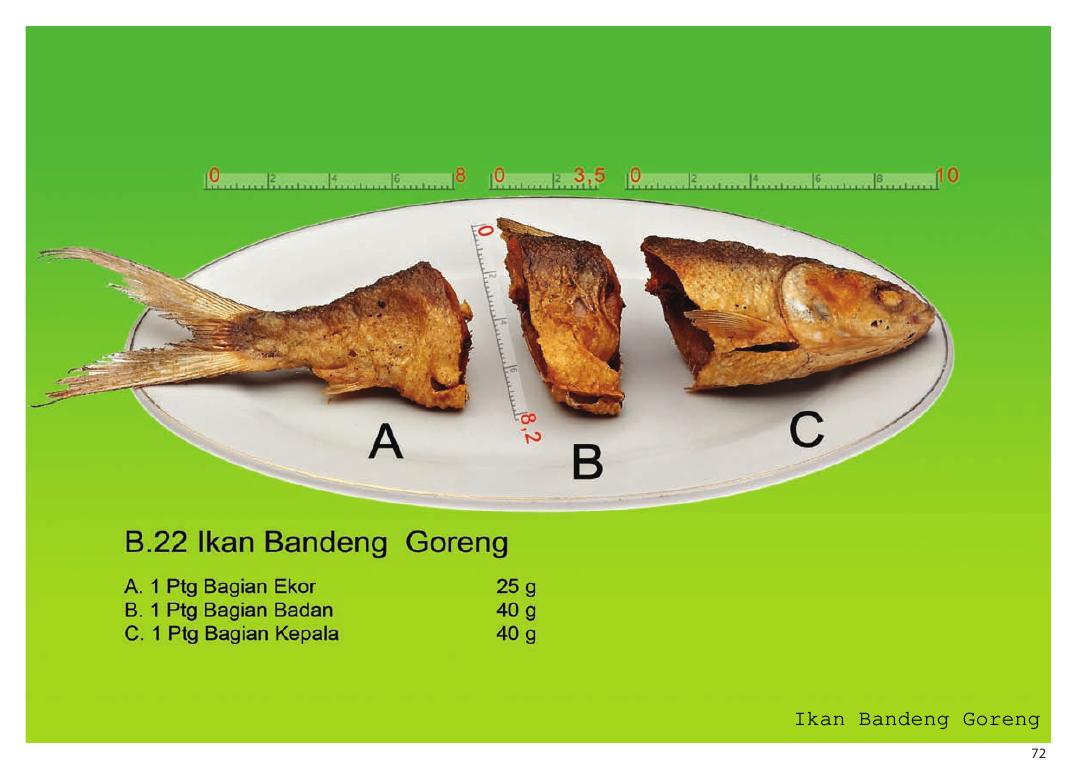 0 2 4 6 8 0 2 3,5 0 2 4 6 8 10
0 2 4 6 8,2
A
B
C
B.22 Ikan Bandeng Goreng
A. 1 Ptg Bagian Ekor 25 g
B. 1 Ptg Bagian Badan 40 g
C. 1 Ptg Bagian Kepala 40 g
Ikan Bandeng Goreng
72